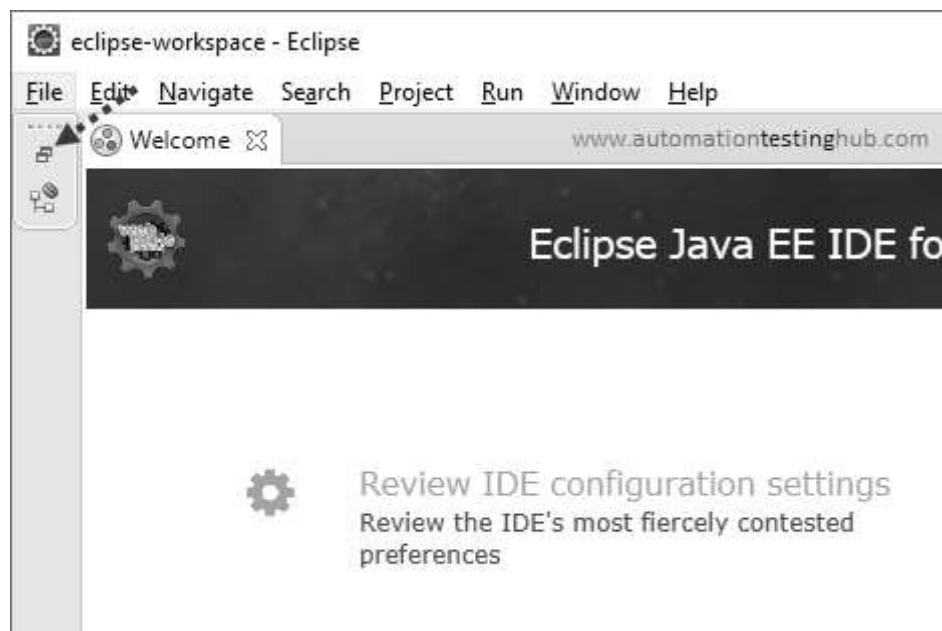 eclipse-workspace - Eclipse
File Edit Navigate Search Project Run Window Help
Welcome www.automationtestinghub.com
Eclipse Java EE IDE fo
Review IDE configuration settings
Review the IDE's most fiercely contested
preferences